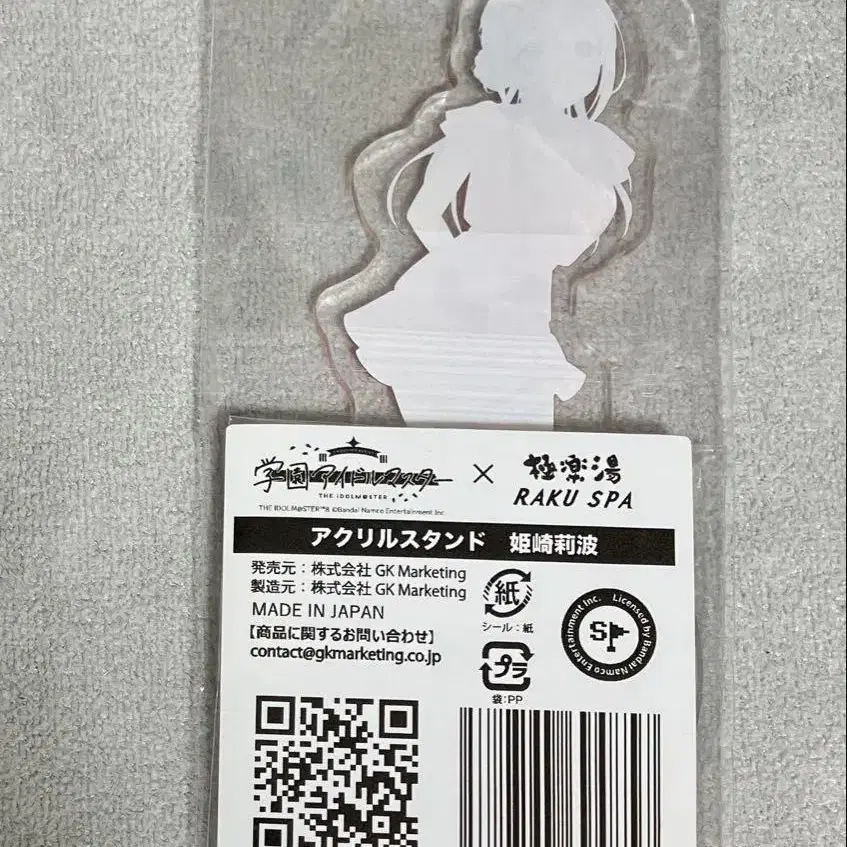 学園アイドルマスター
THE IDOLM@STER
×
極楽湯
RAKU SPA
THE IDOLM@STER™& ©Bandai Namco Entertainment Inc.
アクリルスタンド 姫崎莉波
発売元：株式会社 GK Marketing
製造元：株式会社 GK Marketing
MADE IN JAPAN
【商品に関するお問い合わせ】
contact@gkmarketing.co.jp
紙
シール：紙
プラ
袋：PP
Licensed by Bandai Namco Entertainment Inc.
S